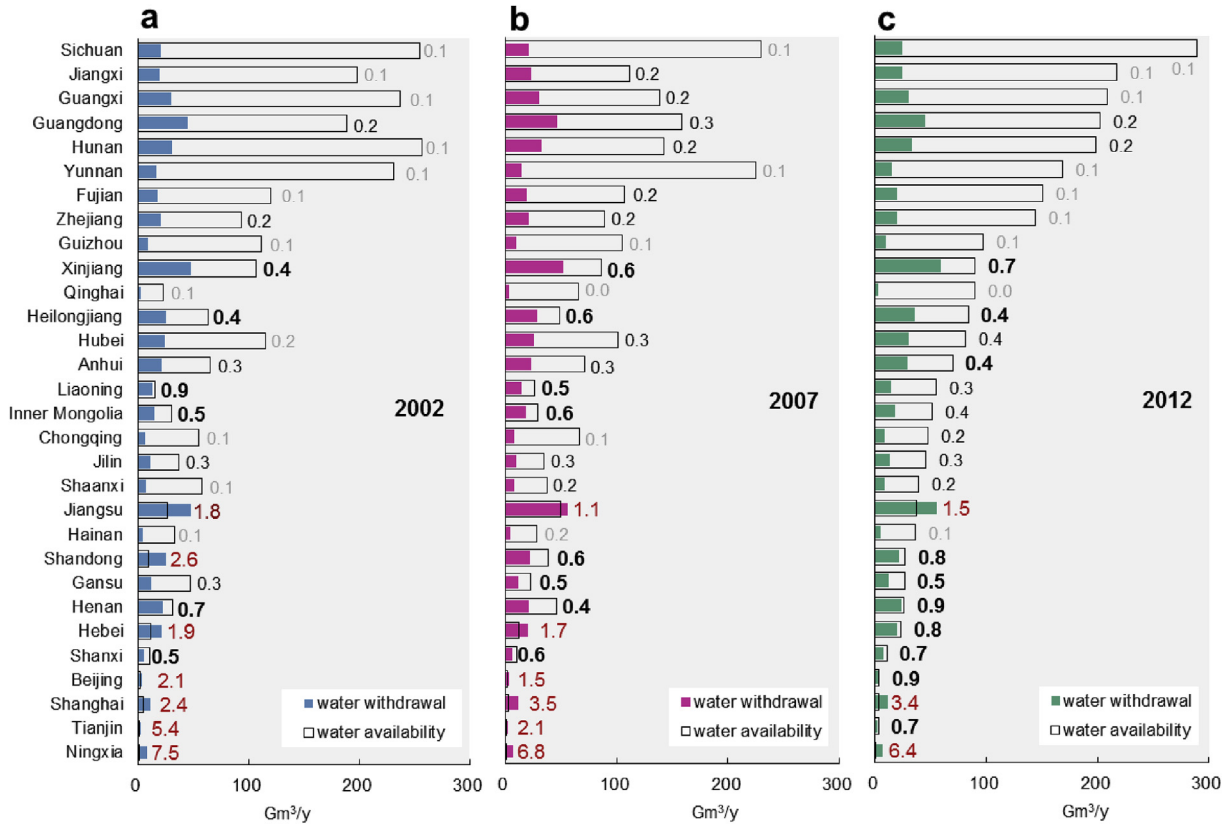 a b c
Sichuan 0.1 0.1
Jiangxi 0.1 0.2 0.1 0.1
Guangxi 0.1 0.2 0.1
Guangdong 0.2 0.3 0.2
Hunan 0.1 0.2 0.2
Yunnan 0.1 0.1 0.1
Fujian 0.1 0.2 0.1
Zhejiang 0.2 0.2 0.1
Guizhou 0.1 0.1 0.1
Xinjiang 0.4 0.6 0.7
Qinghai 0.1 0.0 0.0
Heilongjiang 0.4 0.6 0.4
Hubei 0.2 0.3 0.4
Anhui 0.3 0.3 0.4
Liaoning 0.9 0.5 0.3
Inner Mongolia 0.5 2002 0.6 2007 0.4 2012
Chongqing 0.1 0.1 0.2
Jilin 0.3 0.3 0.3
Shaanxi 0.1 0.2 0.2
Jiangsu 1.8 1.1 1.5
Hainan 0.1 0.2 0.1
Shandong 2.6 0.6 0.8
Gansu 0.3 0.5 0.5
Henan 0.7 0.4 0.9
Hebei 1.9 1.7 0.8
Shanxi 0.5 0.6 0.7
Beijing 2.1 1.5 0.9
Shanghai 2.4 water withdrawal 3.5 water withdrawal 3.4 water withdrawal
Tianjin 5.4 water availability 2.1 water availability 0.7 water availability
Ningxia 7.5 6.8 6.4
0 100 200 300 0 100 200 300 0 100 200 300
Gm³/y Gm³/y Gm³/y